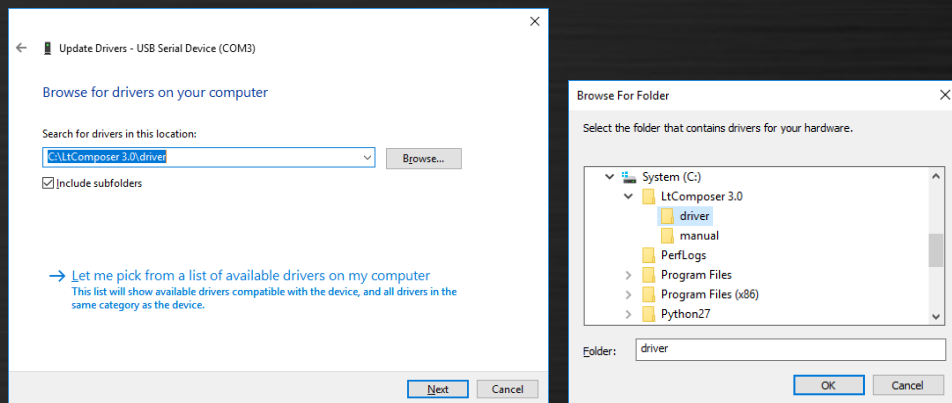 Update Drivers - USB Serial Device (COM3)
Browse for drivers on your computer
Search for drivers in this location:
C:\LtComposer 3.0\driver
Browse...
Include subfolders
Let me pick from a list of available drivers on my computer
This list will show available drivers compatible with the device, and all drivers in the
same category as the device.
Next
Cancel
Browse For Folder
Select the folder that contains drivers for your hardware.
System (C:)
LtComposer 3.0
driver
manual
PerfLogs
Program Files
Program Files (x86)
Python27
Folder:
driver
OK
Cancel